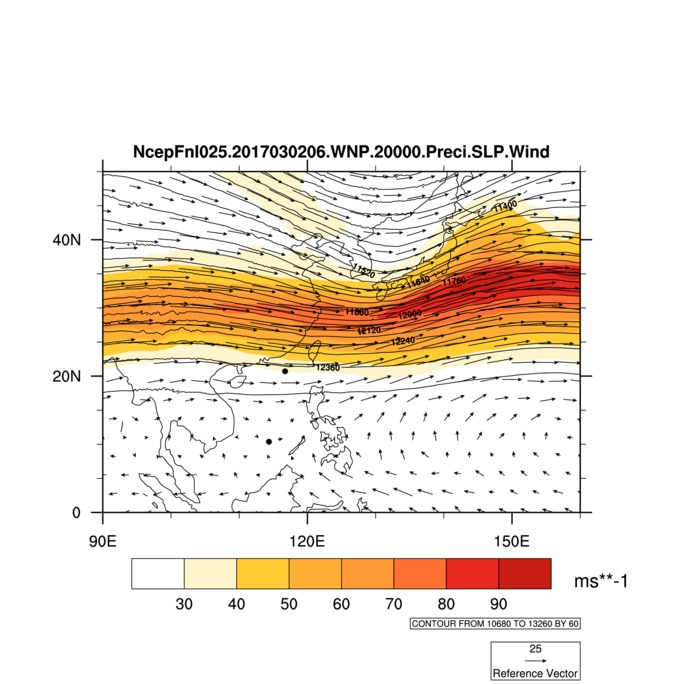 NcepFnl025.2017030206.WNP.20000.Preci.SLP.Wind
11400
40N
11520
11640
11760
11880
12000
12120
12240
12360
20N
0
90E 120E 150E
30 40 50 60 70 80 90
ms**-1
CONTOUR FROM 10680 TO 13260 BY 60
25
Reference Vector